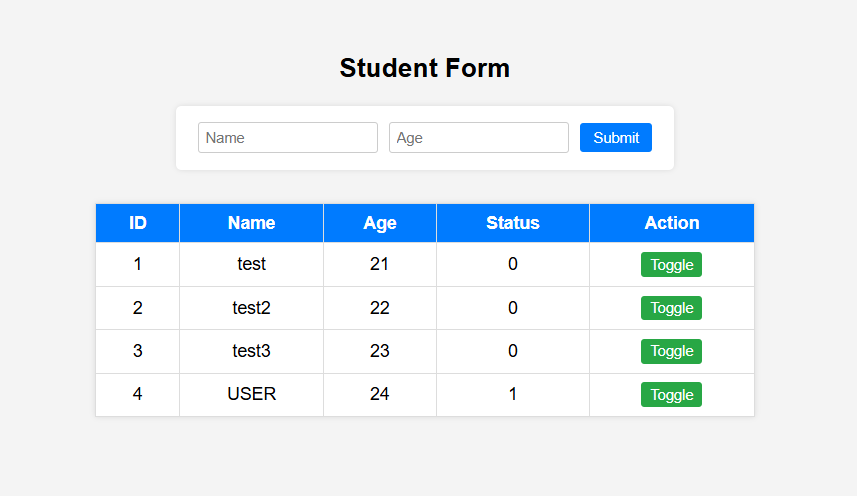 Student Form
Name Age Submit
ID Name Age Status Action
1 test 21 0 Toggle
2 test2 22 0 Toggle
3 test3 23 0 Toggle
4 USER 24 1 Toggle